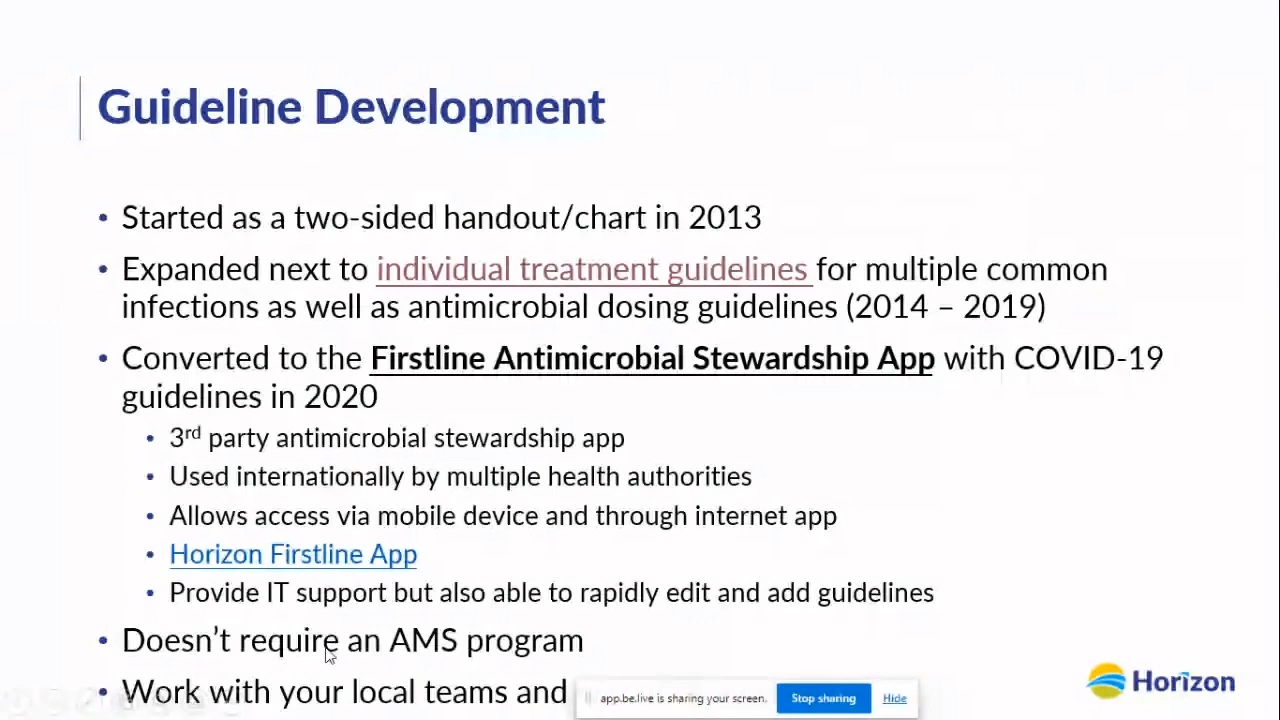 Guideline Development
• Started as a two-sided handout/chart in 2013
• Expanded next to individual treatment guidelines for multiple common
infections as well as antimicrobial dosing guidelines (2014 – 2019)
• Converted to the Firstline Antimicrobial Stewardship App with COVID-19
guidelines in 2020
• 3rd party antimicrobial stewardship app
• Used internationally by multiple health authorities
• Allows access via mobile device and through internet app
• Horizon Firstline App
• Provide IT support but also able to rapidly edit and add guidelines
• Doesn’t require an AMS program
• Work with your local teams and
app.be.live is sharing your screen. Stop sharing Hide
Horizon